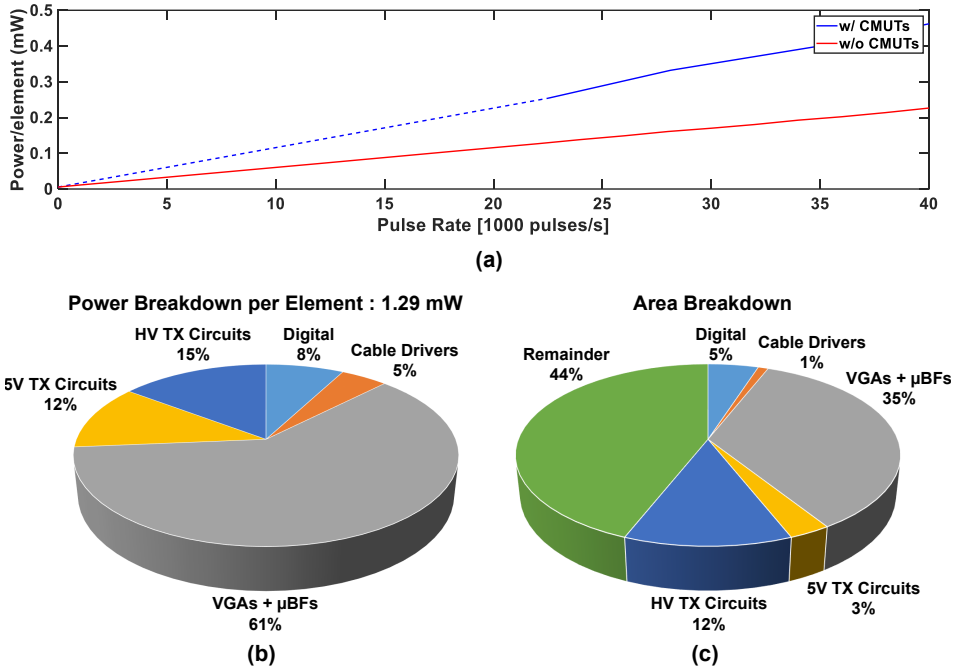 0.5
0.4
0.3
0.2
0.1
0
Power/element (mW)
w/ CMUTs
w/o CMUTs
0 5 10 15 20 25 30 35 40
Pulse Rate [1000 pulses/s]
(a)
Power Breakdown per Element : 1.29 mW
HV TX Circuits
15%
Digital
8%
Cable Drivers
5%
5V TX Circuits
12%
VGAs + µBFs
61%
(b)
Area Breakdown
Digital
5%
Cable Drivers
1%
Remainder
44%
VGAs + µBFs
35%
5V TX Circuits
3%
HV TX Circuits
12%
(c)